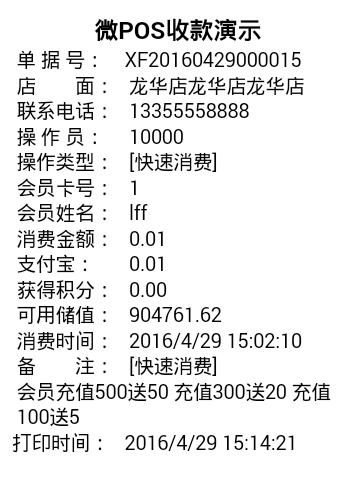 微POS收款演示
单 据 号： XF20160429000015
店　　面： 龙华店龙华店龙华店
联系电话： 13355558888
操 作 员： 10000
操作类型： [快速消费]
会员卡号： 1
会员姓名： lff
消费金额： 0.01
支付宝： 0.01
获得积分： 0.00
可用储值： 904761.62
消费时间： 2016/4/29 15:02:10
备　　注： [快速消费]
会员充值500送50 充值300送20 充值
100送5
打印时间： 2016/4/29 15:14:21